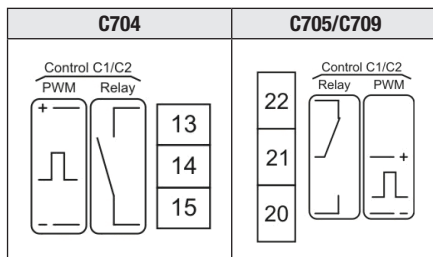 C704
C705/C709
Control C1/C2
PWM Relay
+
-
13
14
15
22
21
20
Control C1/C2
Relay PWM
+
-